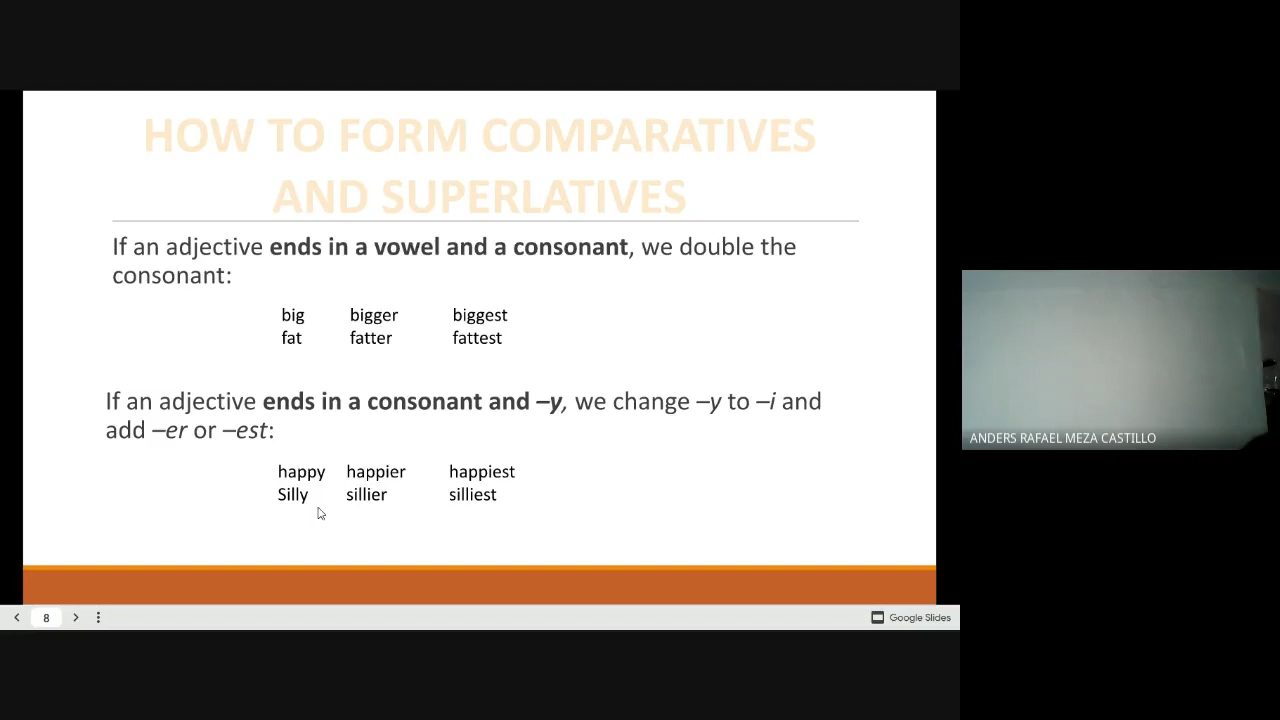 HOW TO FORM COMPARATIVES
AND SUPERLATIVES
If an adjective ends in a vowel and a consonant, we double the
consonant:
big bigger biggest
fat fatter fattest
If an adjective ends in a consonant and –y, we change –y to –i and
add –er or –est:
happy happier happiest
Silly sillier silliest
ANDERS RAFAEL MEZA CASTILLO
8
Google Slides